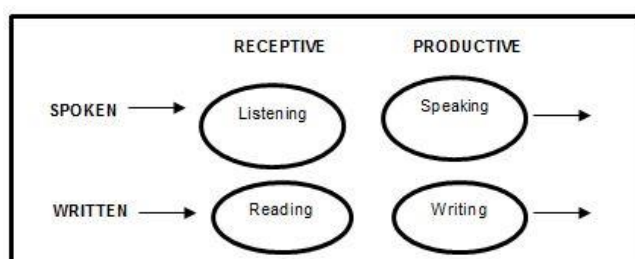 RECEPTIVE PRODUCTIVE
SPOKEN Listening Speaking
WRITTEN Reading Writing